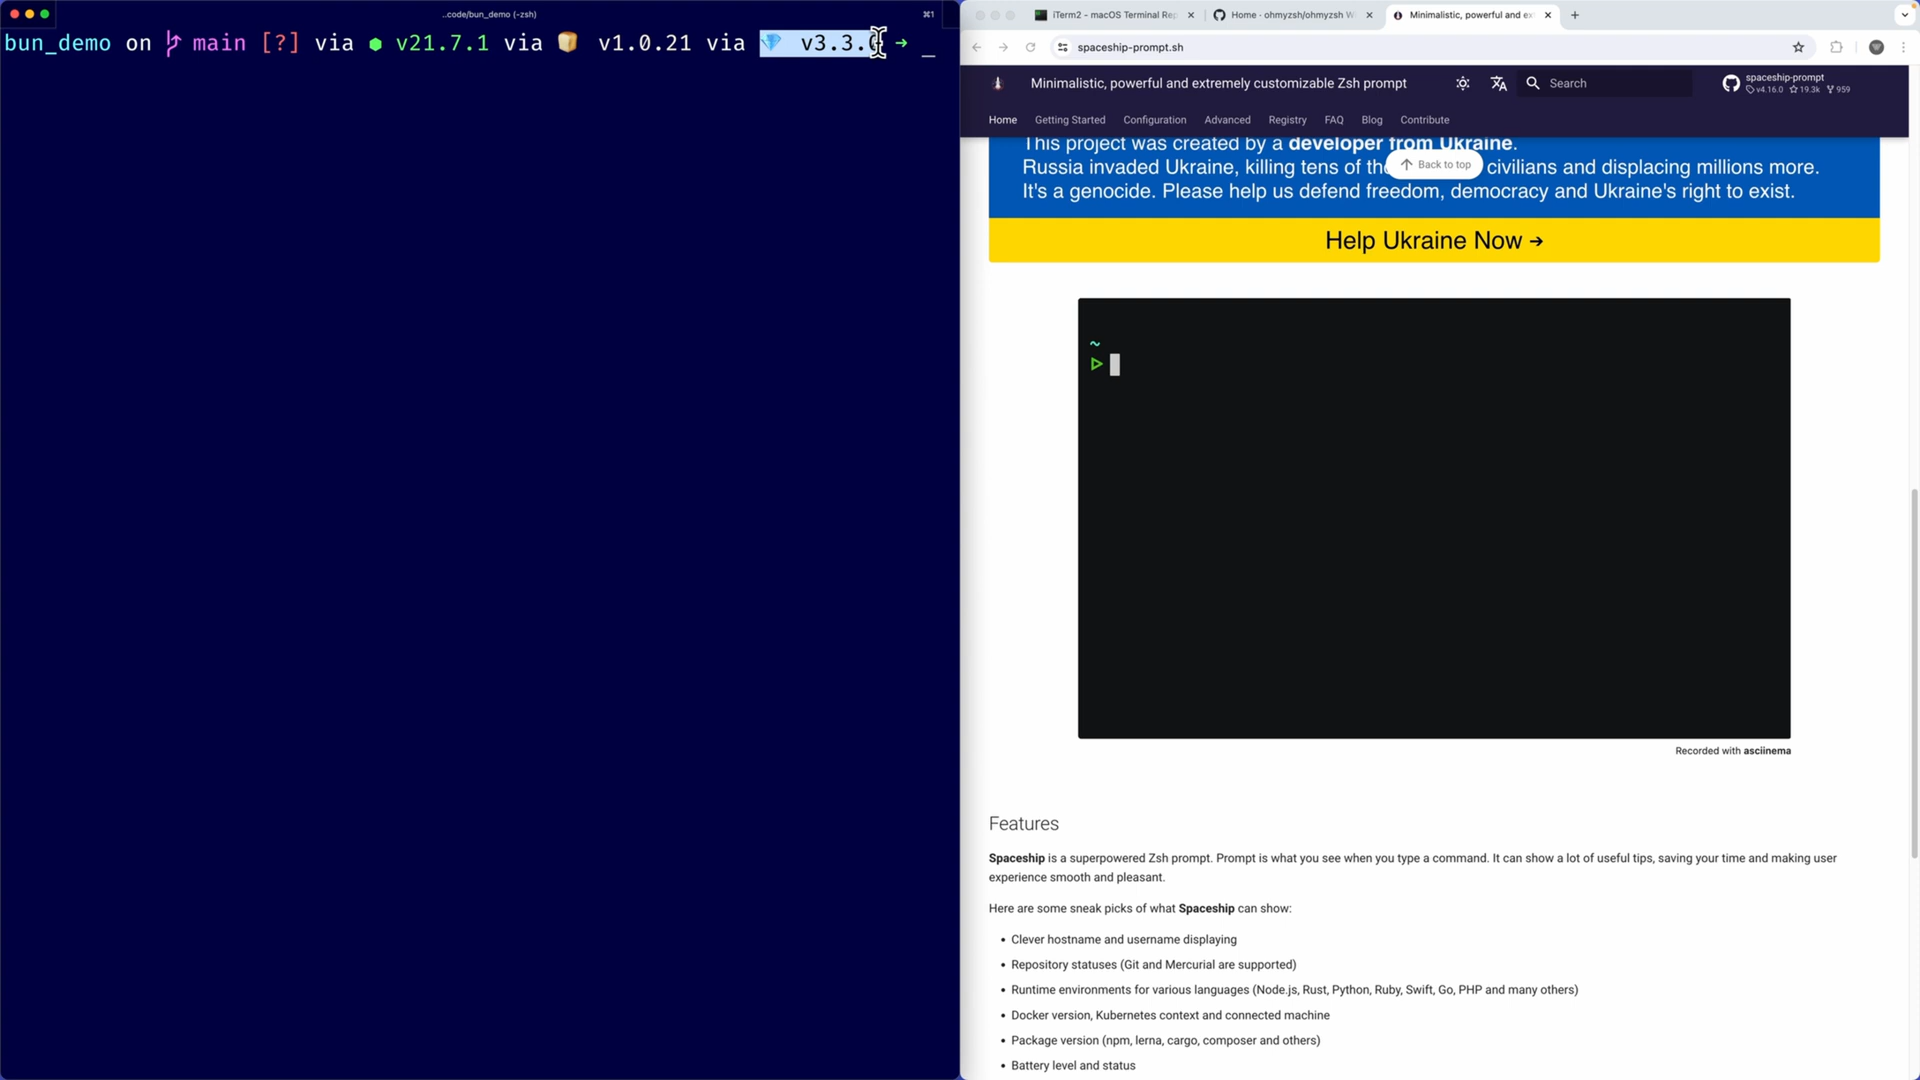 ..code/bun_demo (-zsh)
⌘1
bun_demo on main [?] via v21.7.1 via v1.0.21 via v3.3.0 →
iTerm2 - macOS Terminal Rep
Home · ohmyzsh/ohmyzsh W
Minimalistic, powerful and ex
spaceship-prompt.sh
Minimalistic, powerful and extremely customizable Zsh prompt
Search
spaceship-prompt
v4.16.0 19.3k 959
Home Getting Started Configuration Advanced Registry FAQ Blog Contribute
This project was created by a developer from Ukraine.
Russia invaded Ukraine, killing tens of tho civilians and displacing millions more.
Back to top
It's a genocide. Please help us defend freedom, democracy and Ukraine's right to exist.
Help Ukraine Now →
~
Recorded with asciinema
Features
Spaceship is a superpowered Zsh prompt. Prompt is what you see when you type a command. It can show a lot of useful tips, saving your time and making user
experience smooth and pleasant.
Here are some sneak picks of what Spaceship can show:
• Clever hostname and username displaying
• Repository statuses (Git and Mercurial are supported)
• Runtime environments for various languages (Node.js, Rust, Python, Ruby, Swift, Go, PHP and many others)
• Docker version, Kubernetes context and connected machine
• Package version (npm, lerna, cargo, composer and others)
• Battery level and status